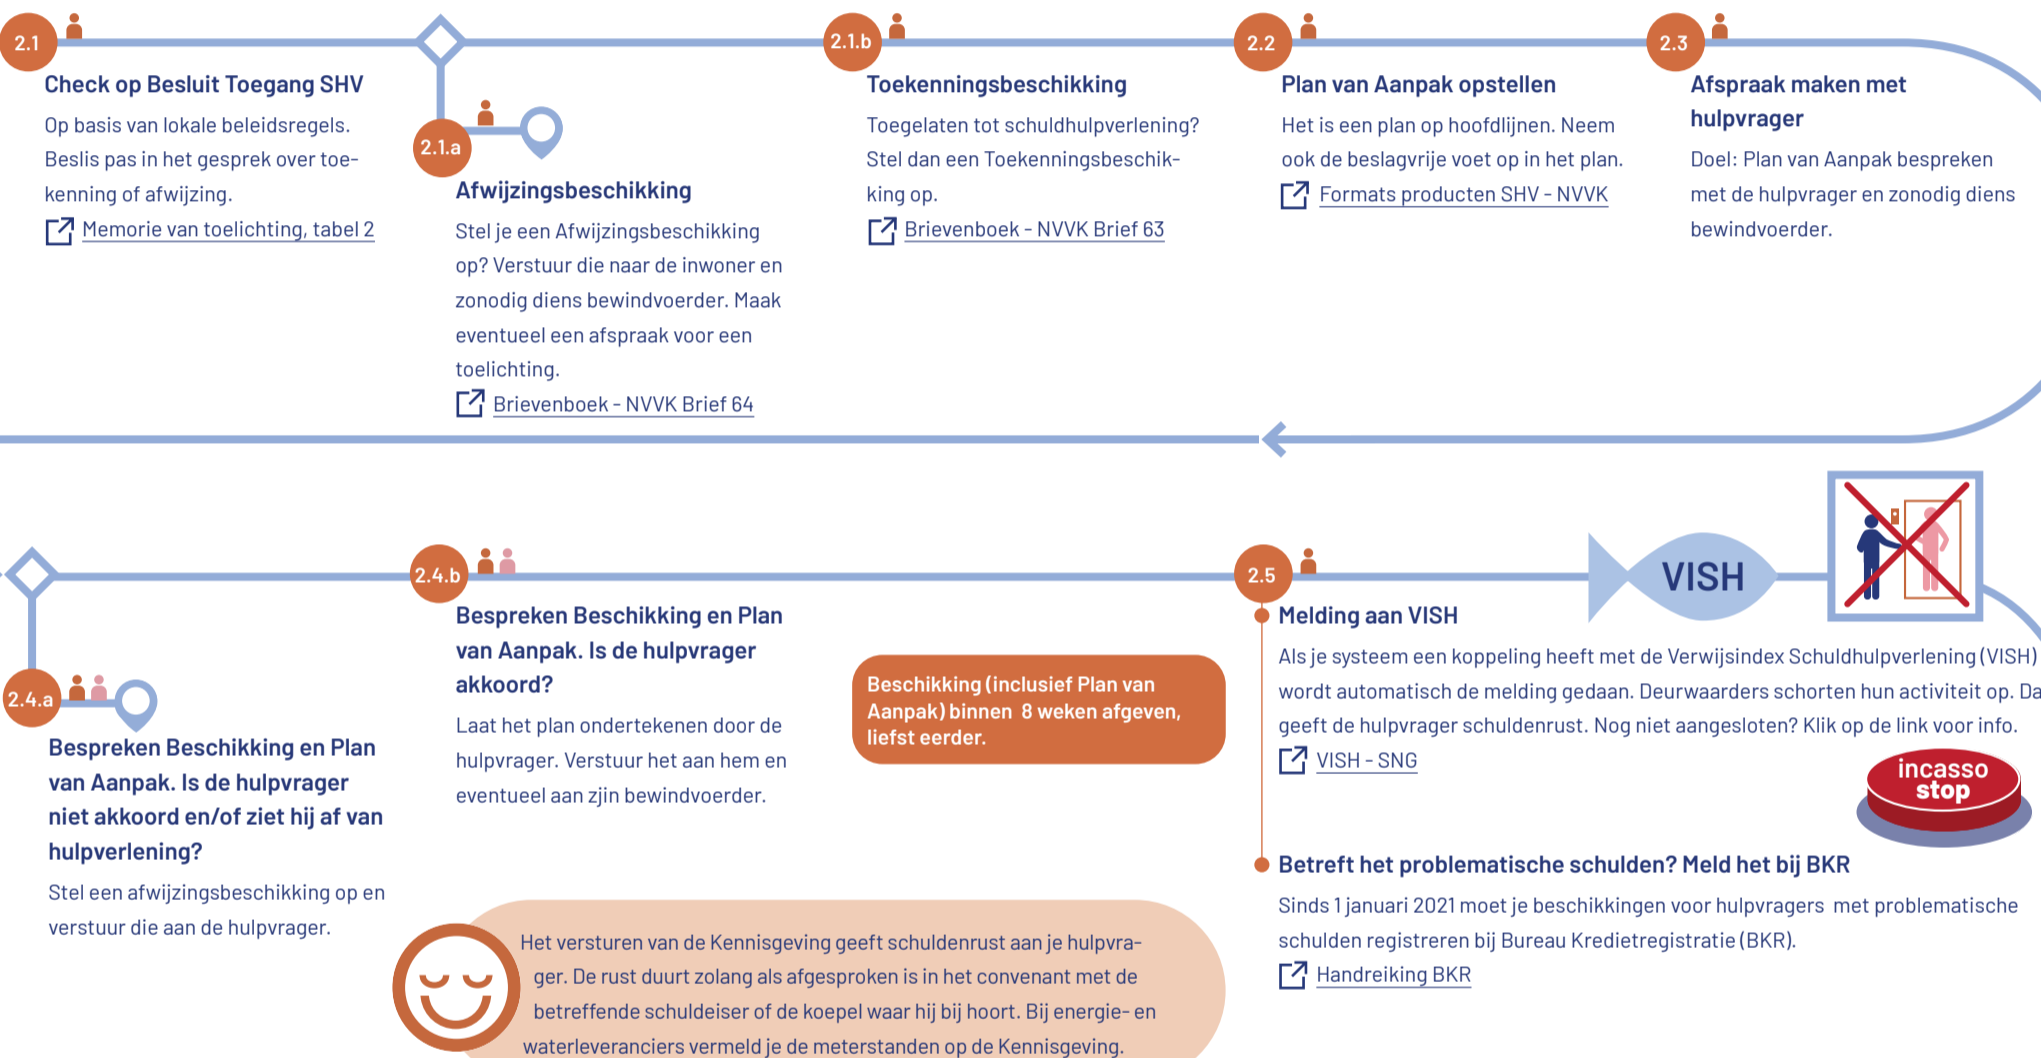 2.1
Check op Besluit Toegang SHV
Op basis van lokale beleidsregels.
Beslis pas in het gesprek over toe-
kenning of afwijzing.
Memorie van toelichting, tabel 2
2.1.a
Afwijzingsbeschikking
Stel je een Afwijzingsbeschikking
op? Verstuur die naar de inwoner en
zonodig diens bewindvoerder. Maak
eventueel een afspraak voor een
toelichting.
Brievenboek - NVVK Brief 64
2.1.b
Toekenningsbeschikking
Toegelaten tot schuldhulpverlening?
Stel dan een Toekenningsbeschik-
king op.
Brievenboek - NVVK Brief 63
2.2
Plan van Aanpak opstellen
Het is een plan op hoofdlijnen. Neem
ook de beslagvrije voet op in het plan.
Formats producten SHV - NVVK
2.3
Afspraak maken met
hulpvrager
Doel: Plan van Aanpak bespreken
met de hulpvrager en zonodig diens
bewindvoerder.
2.4.a
Bespreken Beschikking en Plan
van Aanpak. Is de hulpvrager
niet akkoord en/of ziet hij af van
hulpverlening?
Stel een afwijzingsbeschikking op en
verstuur die aan de hulpvrager.
2.4.b
Bespreken Beschikking en Plan
van Aanpak. Is de hulpvrager
akkoord?
Laat het plan ondertekenen door de
hulpvrager. Verstuur het aan hem en
eventueel aan zjin bewindvoerder.
Beschikking (inclusief Plan van
Aanpak) binnen 8 weken afgeven,
liefst eerder.
2.5
VISH
Melding aan VISH
Als je systeem een koppeling heeft met de Verwijsindex Schuldhulpverlening (VISH)
wordt automatisch de melding gedaan. Deurwaarders schorten hun activiteit op. Da
geeft de hulpvrager schuldenrust. Nog niet aangesloten? Klik op de link voor info.
VISH - SNG
incasso
stop
Betreft het problematische schulden? Meld het bij BKR
Sinds 1 januari 2021 moet je beschikkingen voor hulpvragers met problematische
schulden registreren bij Bureau Kredietregistratie (BKR).
Handreiking BKR
Het versturen van de Kennisgeving geeft schuldenrust aan je hulpvra-
ger. De rust duurt zolang als afgesproken is in het convenant met de
betreffende schuldeiser of de koepel waar hij bij hoort. Bij energie- en
waterleveranciers vermeld je de meterstanden op de Kennisgeving.